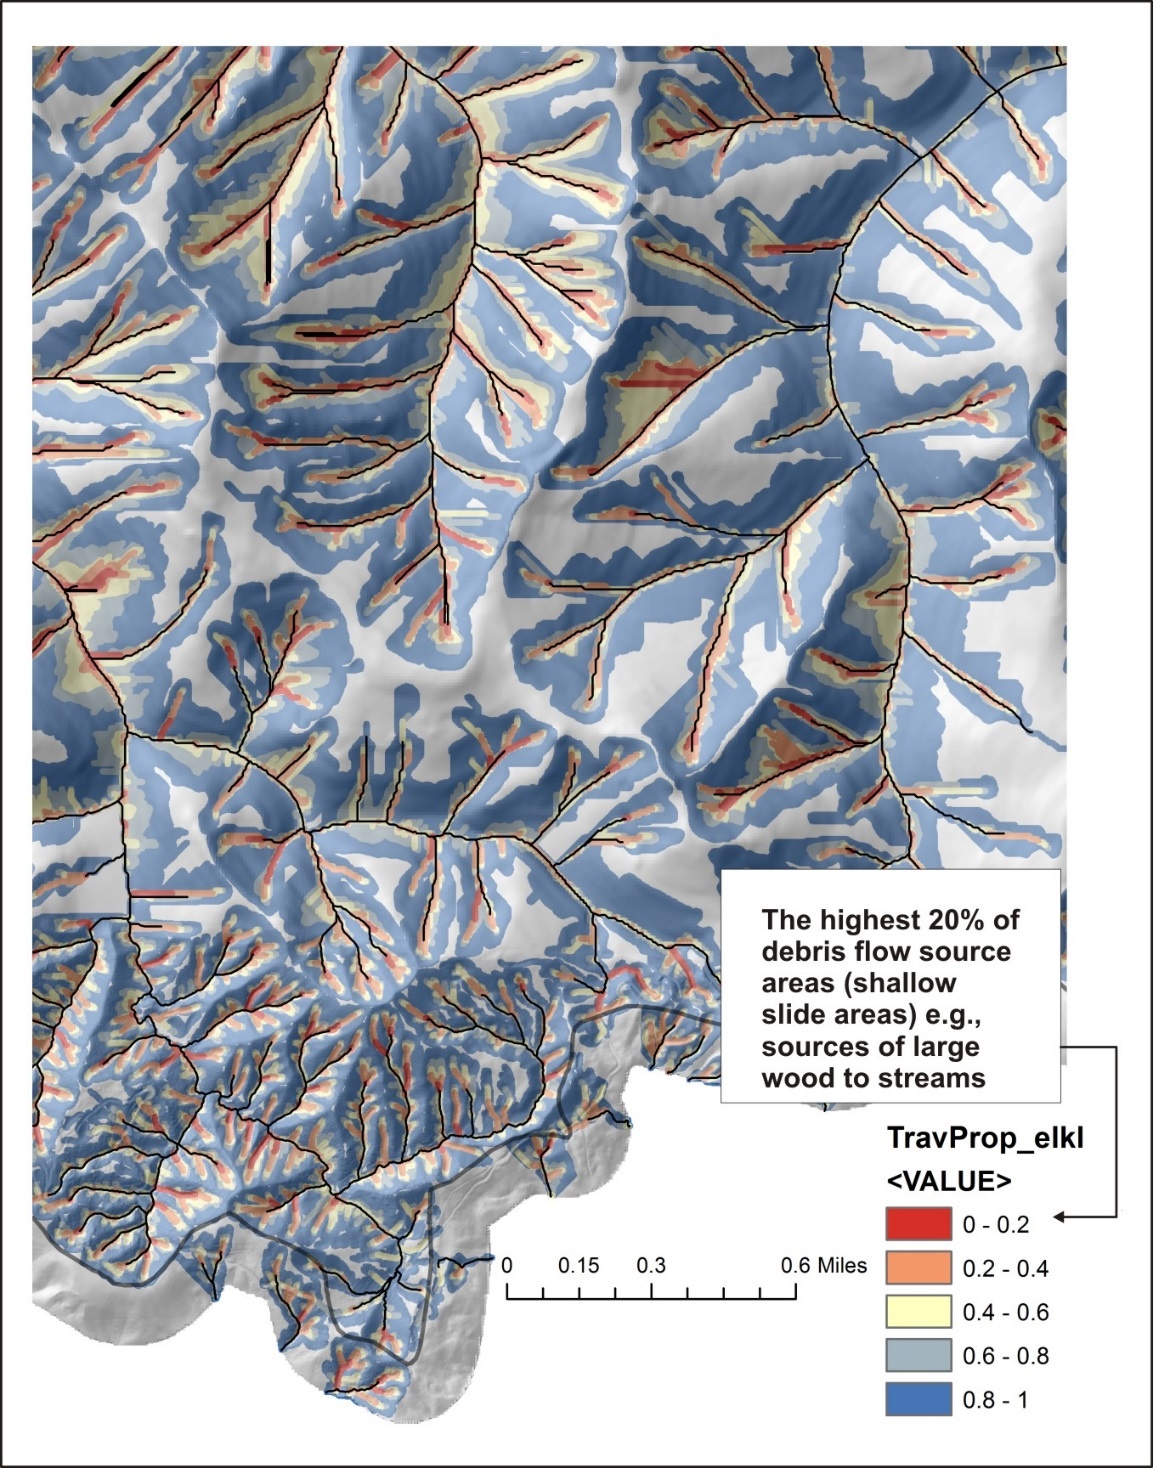 The highest 20% of
debris flow source
areas (shallow
slide areas) e.g.,
sources of large
wood to streams
TravProp_elkl
<VALUE>
0 - 0.2
0.2 - 0.4
0.4 - 0.6
0.6 - 0.8
0.8 - 1
0 0.15 0.3 0.6 Miles